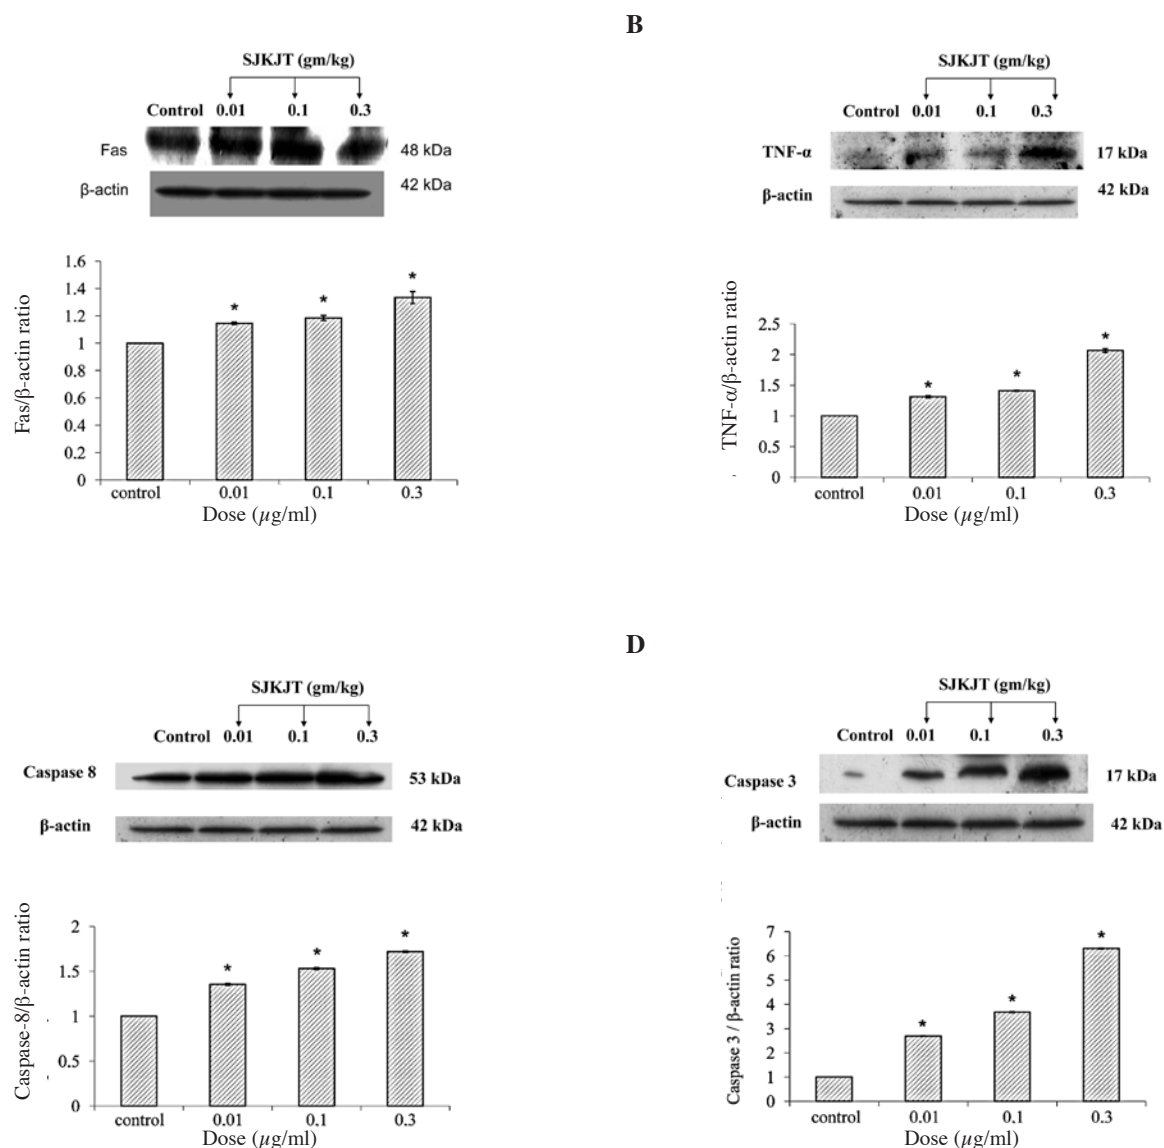 SJKJT (gm/kg)
Control 0.01 0.1 0.3
Fas 48 kDa
β-actin 42 kDa
Fas/β-actin ratio
1.6
1.4
1.2
1
0.8
0.6
0.4
0.2
0
* * *
control 0.01 0.1 0.3
Dose (µg/ml)
B
SJKJT (gm/kg)
Control 0.01 0.1 0.3
TNF-α 17 kDa
β-actin 42 kDa
TNF-α/β-actin ratio
2.5
2
1.5
1
0.5
0
* * *
control 0.01 0.1 0.3
Dose (µg/ml)
SJKJT (gm/kg)
Control 0.01 0.1 0.3
Caspase 8 53 kDa
β-actin 42 kDa
Caspase-8/β-actin ratio
2
1.5
1
0.5
0
* * *
control 0.01 0.1 0.3
Dose (µg/ml)
D
SJKJT (gm/kg)
Control 0.01 0.1 0.3
Caspase 3 17 kDa
β-actin 42 kDa
Caspase 3 / β-actin ratio
7
6
5
4
3
2
1
0
* * *
control 0.01 0.1 0.3
Dose (µg/ml)